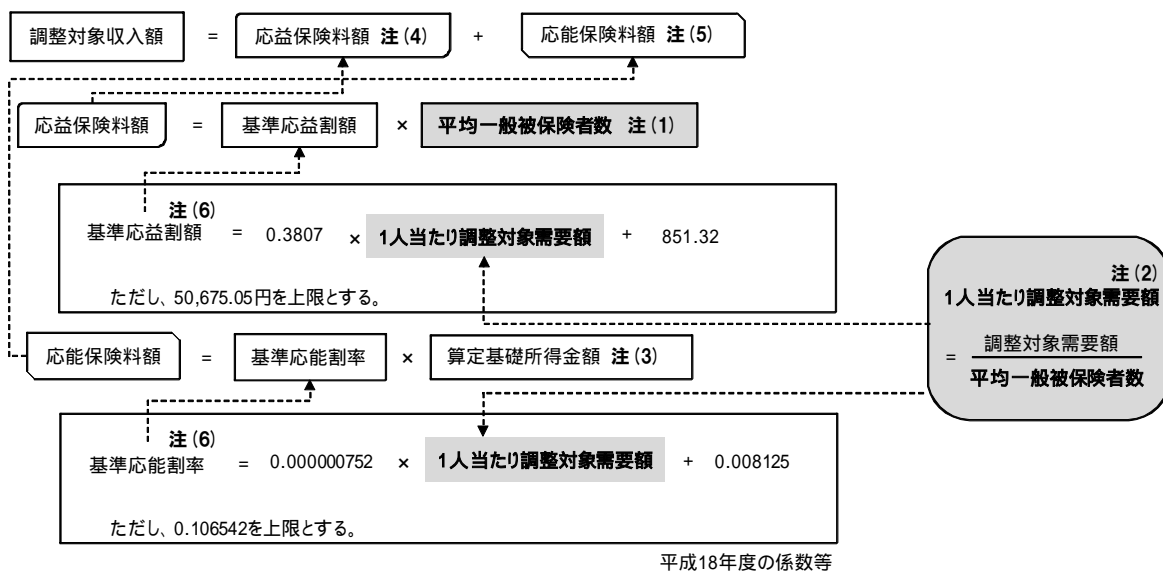 調整対象収入額 = 応益保険料額 注(4) + 応能保険料額 注(5)
応益保険料額 = 基準応益割額 × 平均一般被保険者数 注(1)
注(6)
基準応益割額 = 0.3807 × 1人当たり調整対象需要額 + 851.32
ただし、50,675.05円を上限とする。
注(2)
1人当たり調整対象需要額
= 調整対象需要額
平均一般被保険者数
応能保険料額 = 基準応能割率 × 算定基礎所得金額 注(3)
注(6)
基準応能割率 = 0.000000752 × 1人当たり調整対象需要額 + 0.008125
ただし、0.106542を上限とする。
平成18年度の係数等